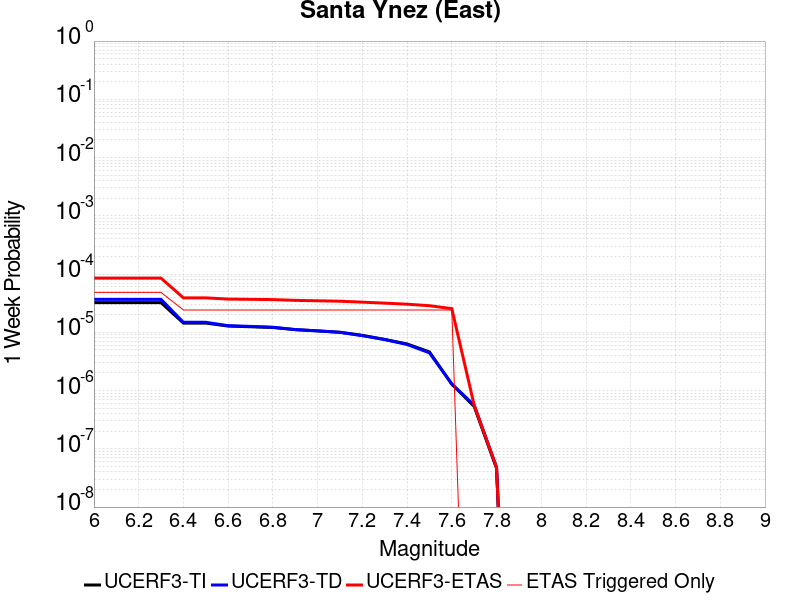 Santa Ynez (East)
1 Week Probability
10^0
10^-1
10^-2
10^-3
10^-4
10^-5
10^-6
10^-7
10^-8
6 6.2 6.4 6.6 6.8 7 7.2 7.4 7.6 7.8 8 8.2 8.4 8.6 8.8 9
Magnitude
UCERF3-TI UCERF3-TD UCERF3-ETAS ETAS Triggered Only